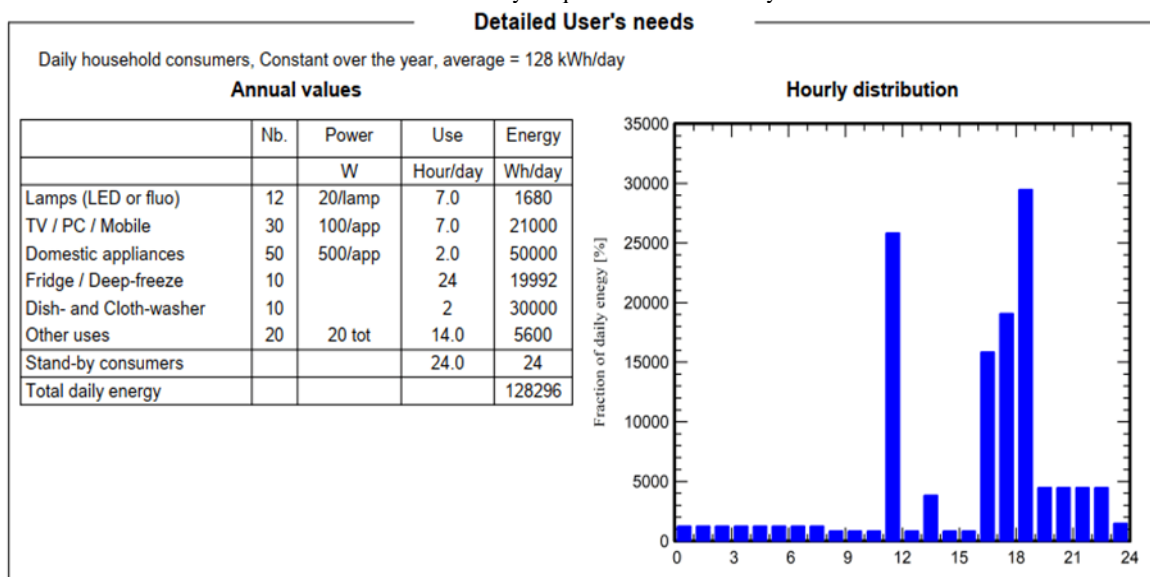 Detailed User's needs
Daily household consumers, Constant over the year, average = 128 kWh/day
Annual values
Nb. Power Use Energy
W Hour/day Wh/day
Lamps (LED or fluo) 12 20/lamp 7.0 1680
TV / PC / Mobile 30 100/app 7.0 21000
Domestic appliances 50 500/app 2.0 50000
Fridge / Deep-freeze 10 24 19992
Dish- and Cloth-washer 10 2 30000
Other uses 20 20 tot 14.0 5600
Stand-by consumers 24.0 24
Total daily energy 128296
Hourly distribution
Fraction of daily enegy [%]
35000
30000
25000
20000
15000
10000
5000
0
0 3 6 9 12 15 18 21 24